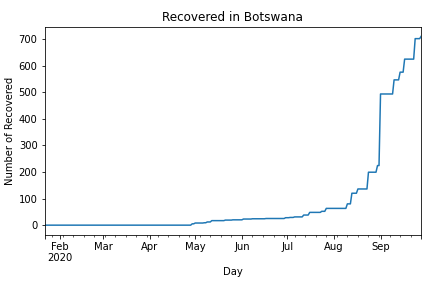 Recovered in Botswana
Number of Recovered
700
600
500
400
300
200
100
0
Feb Mar Apr May Jun Jul Aug Sep
2020
Day